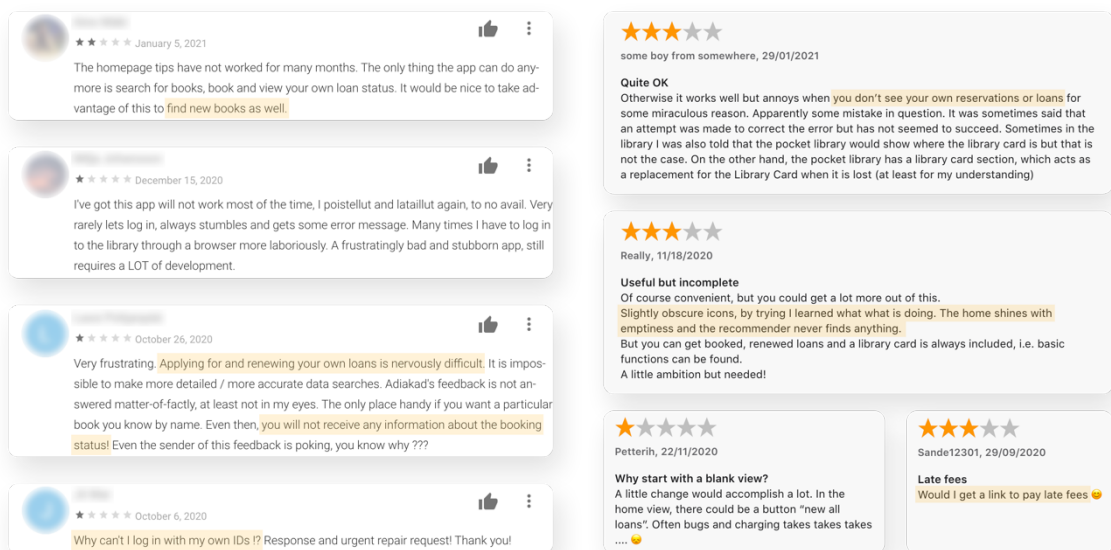 January 5, 2021
The homepage tips have not worked for many months. The only thing the app can do any-
more is search for books, book and view your own loan status. It would be nice to take ad-
vantage of this to find new books as well.
December 15, 2020
I've got this app will not work most of the time, I poistellut and lataillut again, to no avail. Very
rarely lets log in, always stumbles and gets some error message. Many times I have to log in
to the library through a browser more laboriously. A frustratingly bad and stubborn app, still
requires a LOT of development.
L
October 26, 2020
Very frustrating. Applying for and renewing your own loans is nervously difficult. It is impos-
sible to make more detailed / more accurate data searches. Adiakad's feedback is not an-
swered matter-of-factly, at least not in my eyes. The only place handy if you want a particular
book you know by name. Even then, you will not receive any information about the booking
status! Even the sender of this feedback is poking, you know why ???
J
October 6, 2020
Why can't I log in with my own IDs !? Response and urgent repair request! Thank you!
some boy from somewhere, 29/01/2021
Quite OK
Otherwise it works well but annoys when you don't see your own reservations or loans for
some miraculous reason. Apparently some mistake in question. It was sometimes said that
an attempt was made to correct the error but has not seemed to succeed. Sometimes in the
library I was also told that the pocket library would show where the library card is but that is
not the case. On the other hand, the pocket library has a library card section, which acts as
a replacement for the Library Card when it is lost (at least for my understanding)
Really, 11/18/2020
Useful but incomplete
Of course convenient, but you could get a lot more out of this.
Slightly obscure icons, by trying I learned what what is doing. The home shines with
emptiness and the recommender never finds anything.
But you can get booked, renewed loans and a library card is always included, i.e. basic
functions can be found.
A little ambition but needed!
Petterih, 22/11/2020
Why start with a blank view?
A little change would accomplish a lot. In the
home view, there could be a button “new all
loans”. Often bugs and charging takes takes takes
.... 😔
Sande12301, 29/09/2020
Late fees
Would I get a link to pay late fees 😊